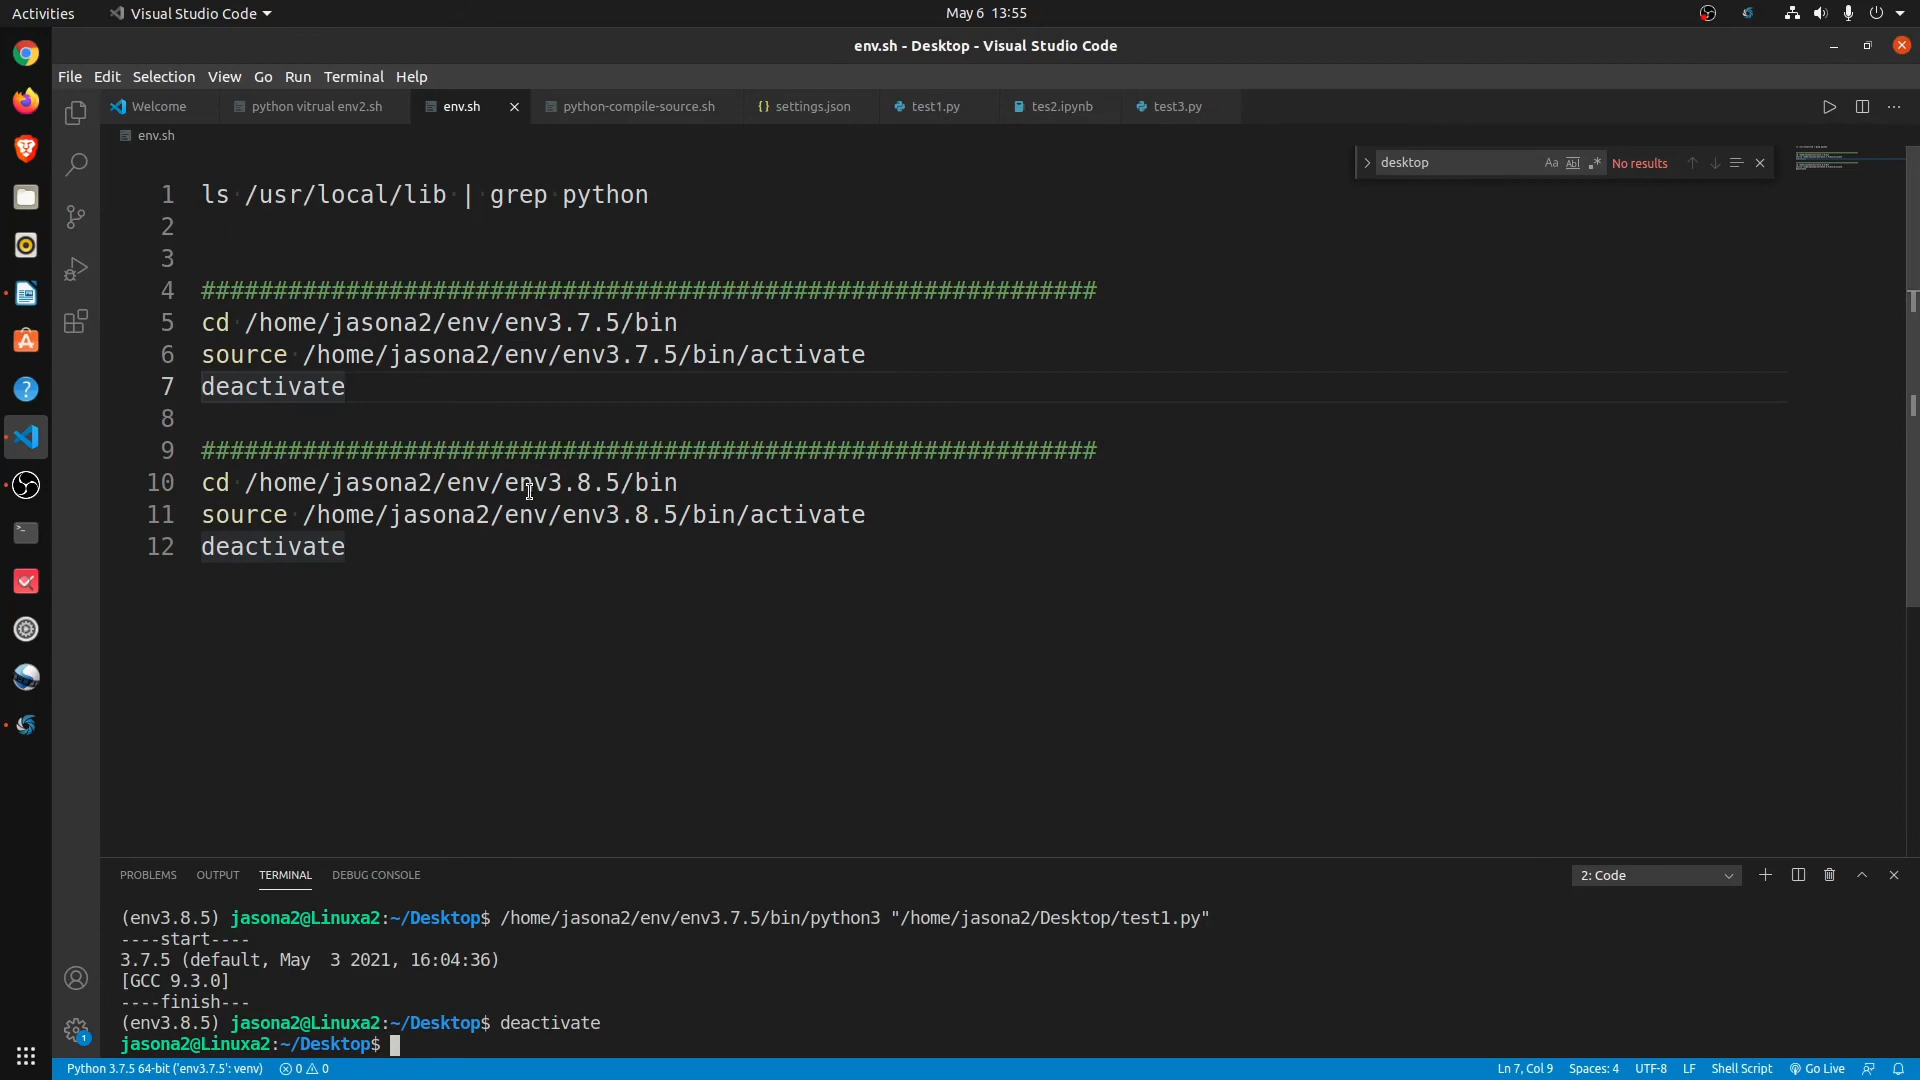 Activities
Visual Studio Code
May 6 13:55
env.sh - Desktop - Visual Studio Code
File Edit Selection View Go Run Terminal Help
Welcome
python vitrual env2.sh
env.sh
python-compile-source.sh
{} settings.json
test1.py
tes2.ipynb
test3.py
env.sh
desktop
Aa
Abl
No results
1 ls /usr/local/lib | grep python
2
3
4 ##############################################################
5 cd /home/jasona2/env/env3.7.5/bin
6 source /home/jasona2/env/env3.7.5/bin/activate
7 deactivate
8
9 ##############################################################
10 cd /home/jasona2/env/env3.8.5/bin
11 source /home/jasona2/env/env3.8.5/bin/activate
12 deactivate
PROBLEMS OUTPUT TERMINAL DEBUG CONSOLE
2: Code
(env3.8.5) jasona2@Linuxa2:~/Desktop$ /home/jasona2/env/env3.7.5/bin/python3 "/home/jasona2/Desktop/test1.py"
----start----
3.7.5 (default, May  3 2021, 16:04:36)
[GCC 9.3.0]
----finish---
(env3.8.5) jasona2@Linuxa2:~/Desktop$ deactivate
jasona2@Linuxa2:~/Desktop$
1
Python 3.7.5 64-bit ('env3.7.5': venv)
0
0
Ln 7, Col 9
Spaces: 4
UTF-8
LF
Shell Script
Go Live